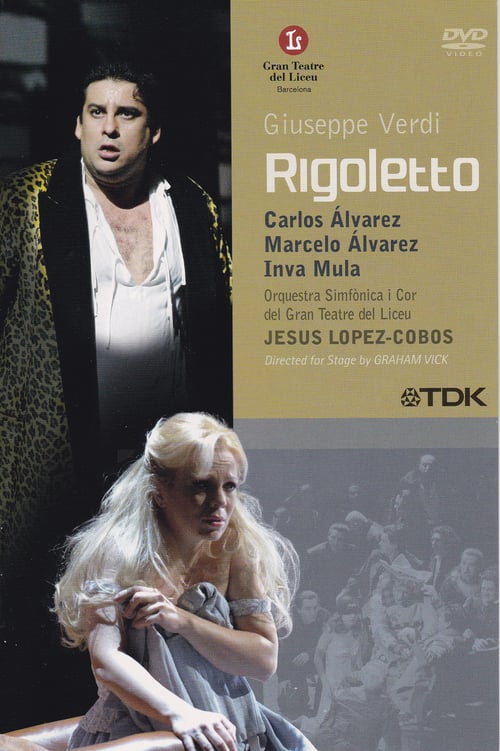 DVD
VIDEO
Gran Teatre
del Liceu
Barcelona
Giuseppe Verdi
Rigoletto
Carlos Álvarez
Marcelo Álvarez
Inva Mula
Orquestra Simfònica i Cor
del Gran Teatre del Liceu
JESUS LOPEZ-COBOS
Directed for Stage by GRAHAM VICK
TDK